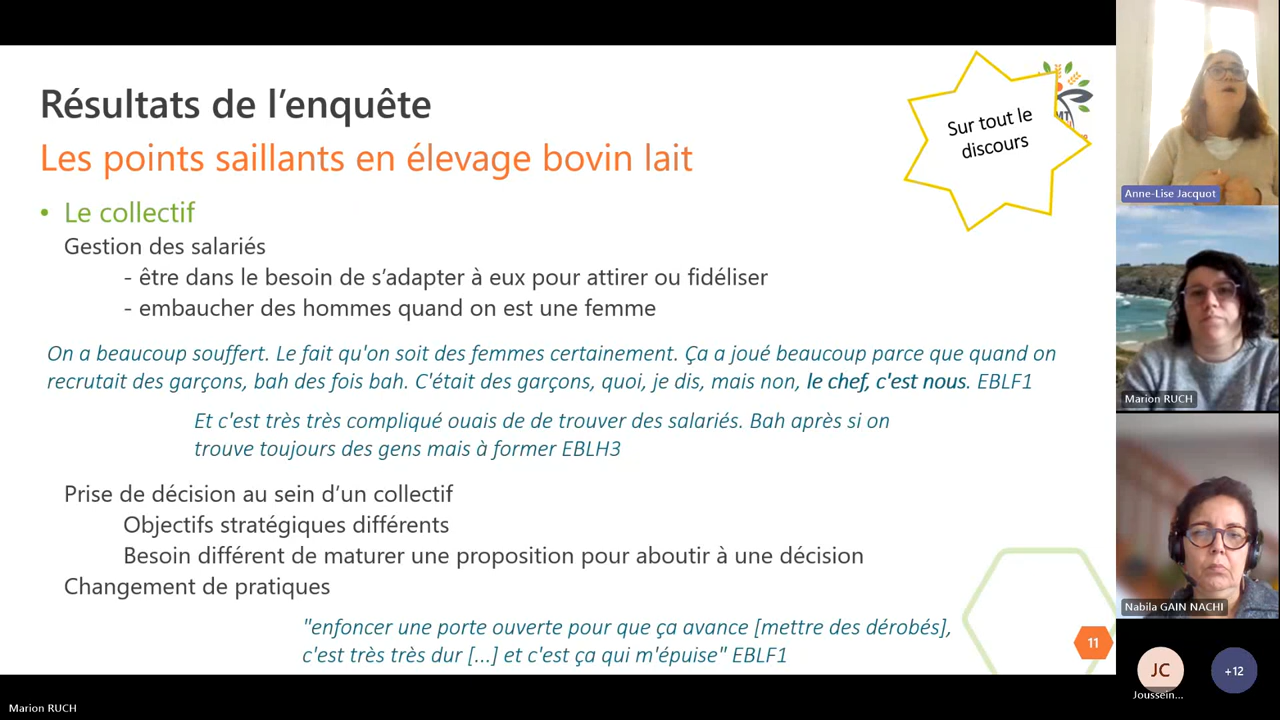 Résultats de l'enquête
Les points saillants en élevage bovin lait
Sur tout le
discours
• Le collectif
Gestion des salariés
- être dans le besoin de s'adapter à eux pour attirer ou fidéliser
- embaucher des hommes quand on est une femme
On a beaucoup souffert. Le fait qu'on soit des femmes certainement. Ça a joué beaucoup parce que quand on
recrutait des garçons, bah des fois bah. C'était des garçons, quoi, je dis, mais non, le chef, c'est nous. EBLF1
Et c'est très très compliqué ouais de de trouver des salariés. Bah après si on
trouve toujours des gens mais à former EBLH3
Prise de décision au sein d'un collectif
Objectifs stratégiques différents
Besoin différent de maturer une proposition pour aboutir à une décision
Changement de pratiques
"enfoncer une porte ouverte pour que ça avance [mettre des dérobés],
c'est très très dur [...] et c'est ça qui m'épuise" EBLF1
11
Anne-Lise Jacquot
Marion RUCH
Nabila GAIN NACHI
JC
Joussein...
+12
Marion RUCH